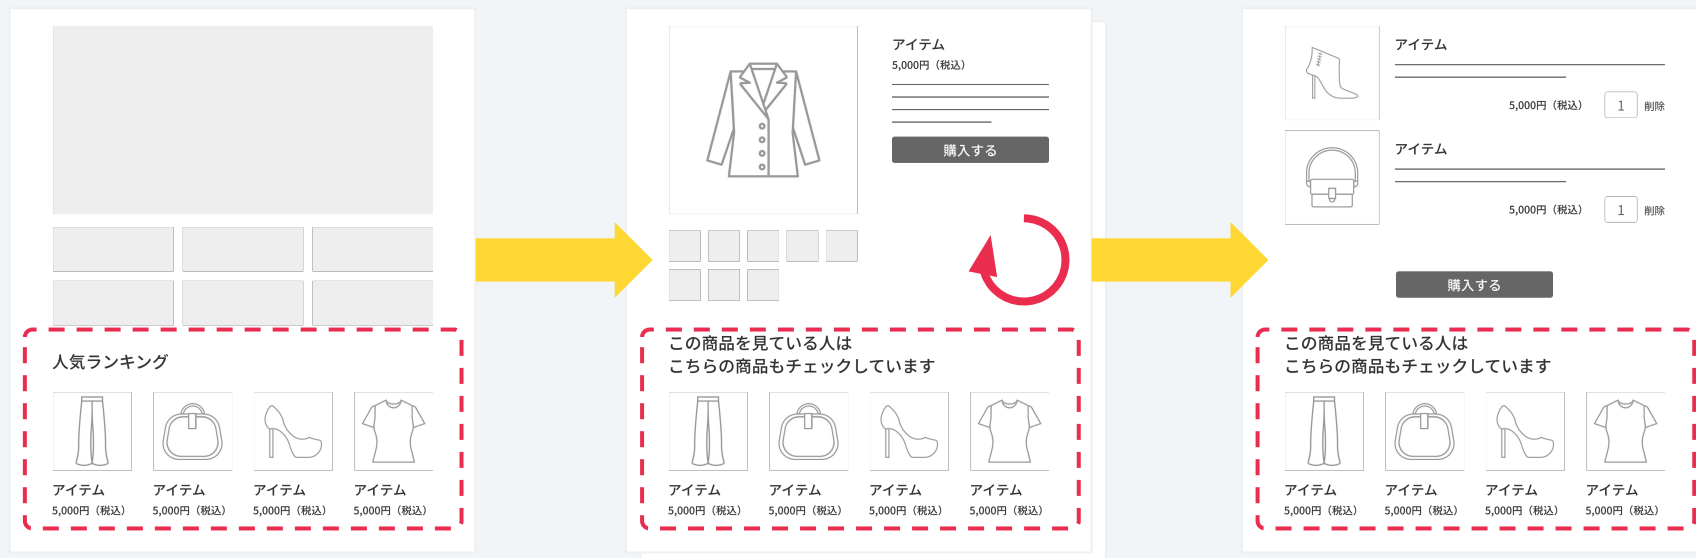 人気ランキング
アイテム
5,000円（税込）
アイテム
5,000円（税込）
アイテム
5,000円（税込）
アイテム
5,000円（税込）
アイテム
5,000円（税込）
購入する
この商品を見ている人は
こちらの商品もチェックしています
アイテム
5,000円（税込）
アイテム
5,000円（税込）
アイテム
5,000円（税込）
アイテム
5,000円（税込）
アイテム
5,000円（税込） 1 削除
アイテム
5,000円（税込） 1 削除
購入する
この商品を見ている人は
こちらの商品もチェックしています
アイテム
5,000円（税込）
アイテム
5,000円（税込）
アイテム
5,000円（税込）
アイテム
5,000円（税込）